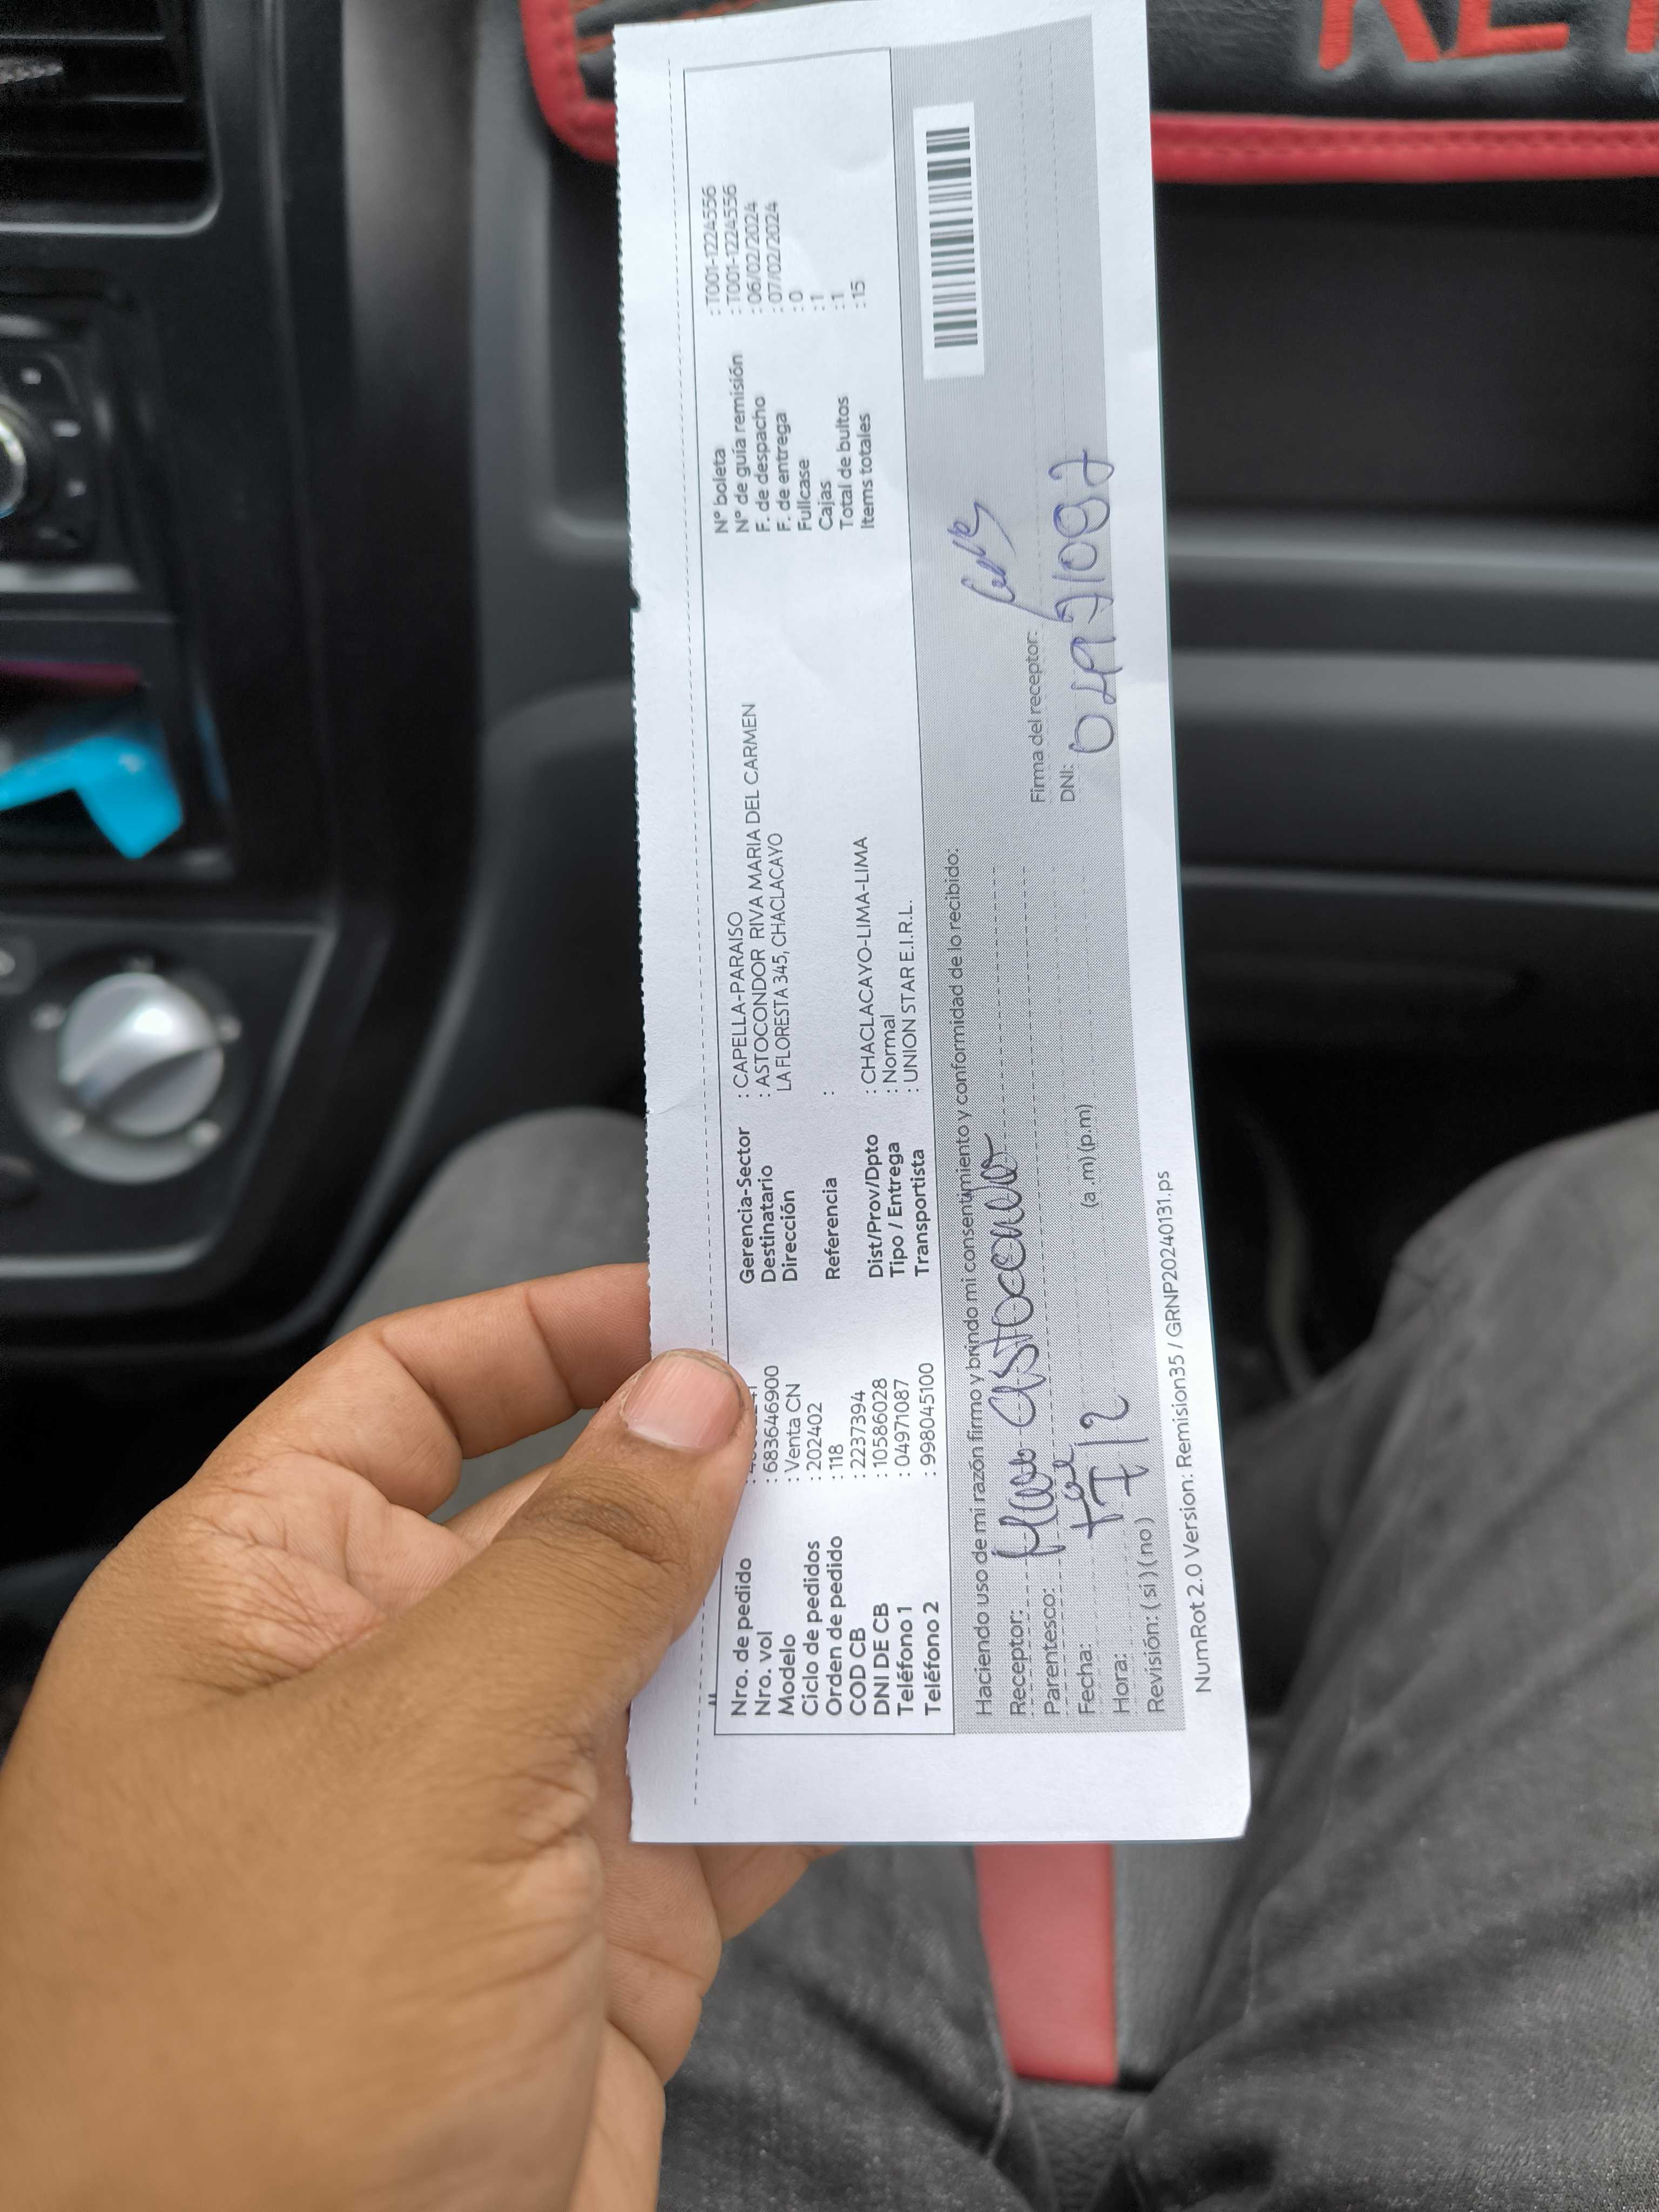 Nro. de pedido
Nro. vol : 683646900
Modelo : Venta CN
Ciclo de pedidos : 202402
Orden de pedido : 118
COD CB : 2237394
DNI DE CB : 10586028
Teléfono 1 : 04971087
Teléfono 2 : 998045100
Gerencia-Sector : CAPELLA-PARAISO
Destinatario : ASTOCONDOR RIVA MARIA DEL CARMEN
Dirección LA FLORESTA 345, CHACLACAYO
Referencia :
Dist/Prov/Dpto : CHACLACAYO-LIMA-LIMA
Tipo / Entrega : Normal
Transportista : UNION STAR E.I.R.L.
N° boleta : T001-1224556
N° de guía remisión : T001-1224556
F. de despacho : 06/02/2024
F. de entrega : 07/02/2024
Fullcase : 0
Cajas : 1
Total de bultos : 1
Items totales : 15
Haciendo uso de mi razón firmo y brindo mi consentimiento y conformidad de lo recibido:
Receptor:
Parentesco:
Fecha: 7/2
Hora: (a.m) (p.m)
Revisión: ( si ) ( no )
Firma del receptor:
DNI: 04971087
NumRot 2.0 Version: Remision35 / GRNP20240131.ps